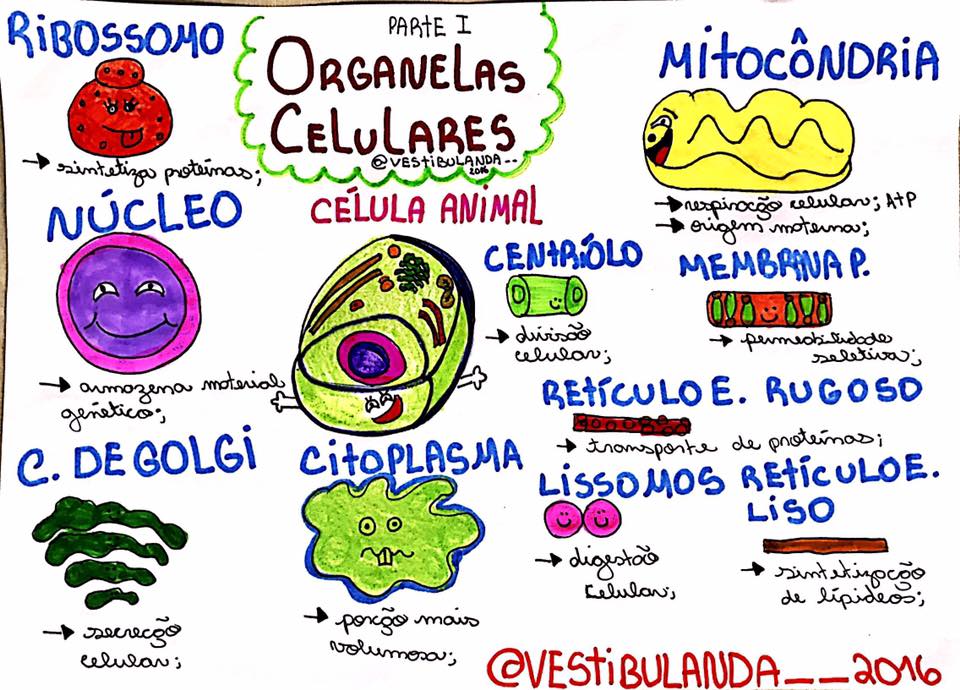 PARTE I
ORGANELAS
CELULARES
@VESTIBULANDA--
2016
RIBOSSOMO
→ sintetiza proteínas;
MITOCÔNDRIA
→ respiração celular; ATP
→ origem materna;
NÚCLEO
→ armazena material
genético;
CÉLULA ANIMAL
CENTRÍOLO
→ divisão
celular;
MEMBRANA P.
→ permeabilidade
seletiva;
RETÍCULO E. RUGOSO
→ transporte de proteínas;
C. DE GOLGI
→ secreção
celular;
CITOPLASMA
→ porção mais
volumosa;
LISSOMOS
→ digestão
celular;
RETÍCULO E.
LISO
→ sintetização
de lípideos;
@VESTIBULANDA__2016